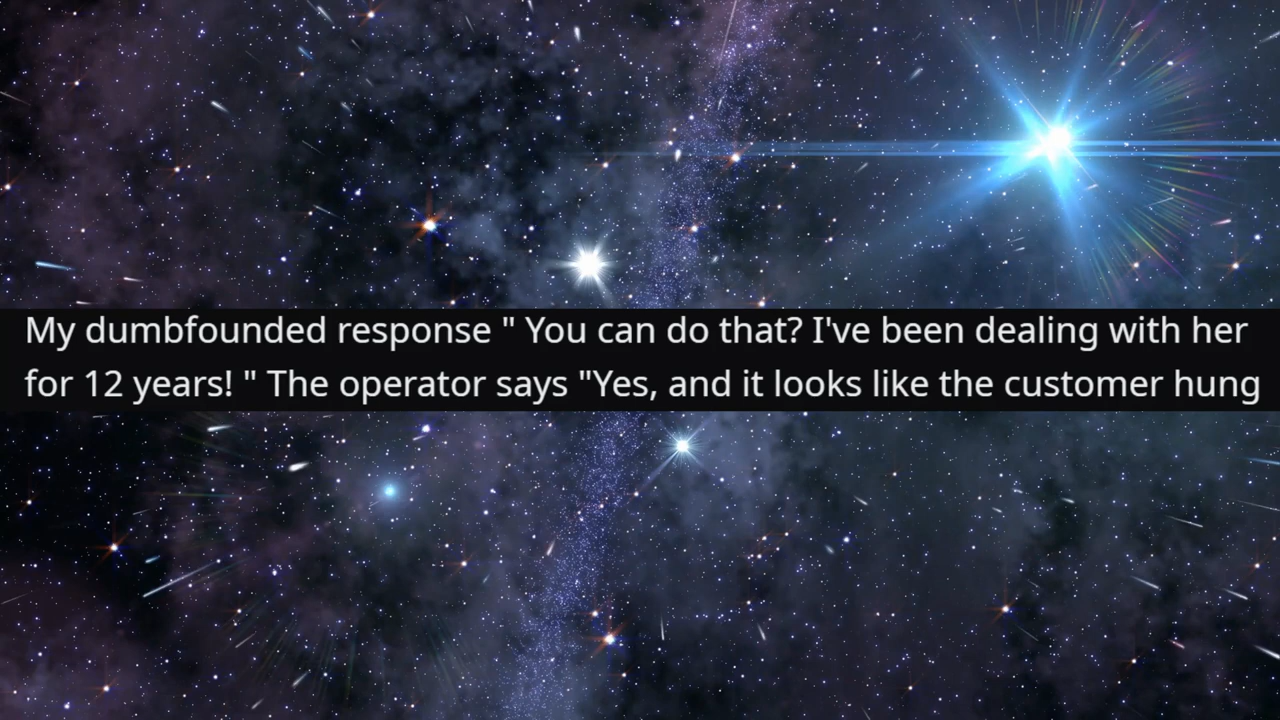 My dumbfounded response " You can do that? I've been dealing with her
for 12 years! " The operator says "Yes, and it looks like the customer hung